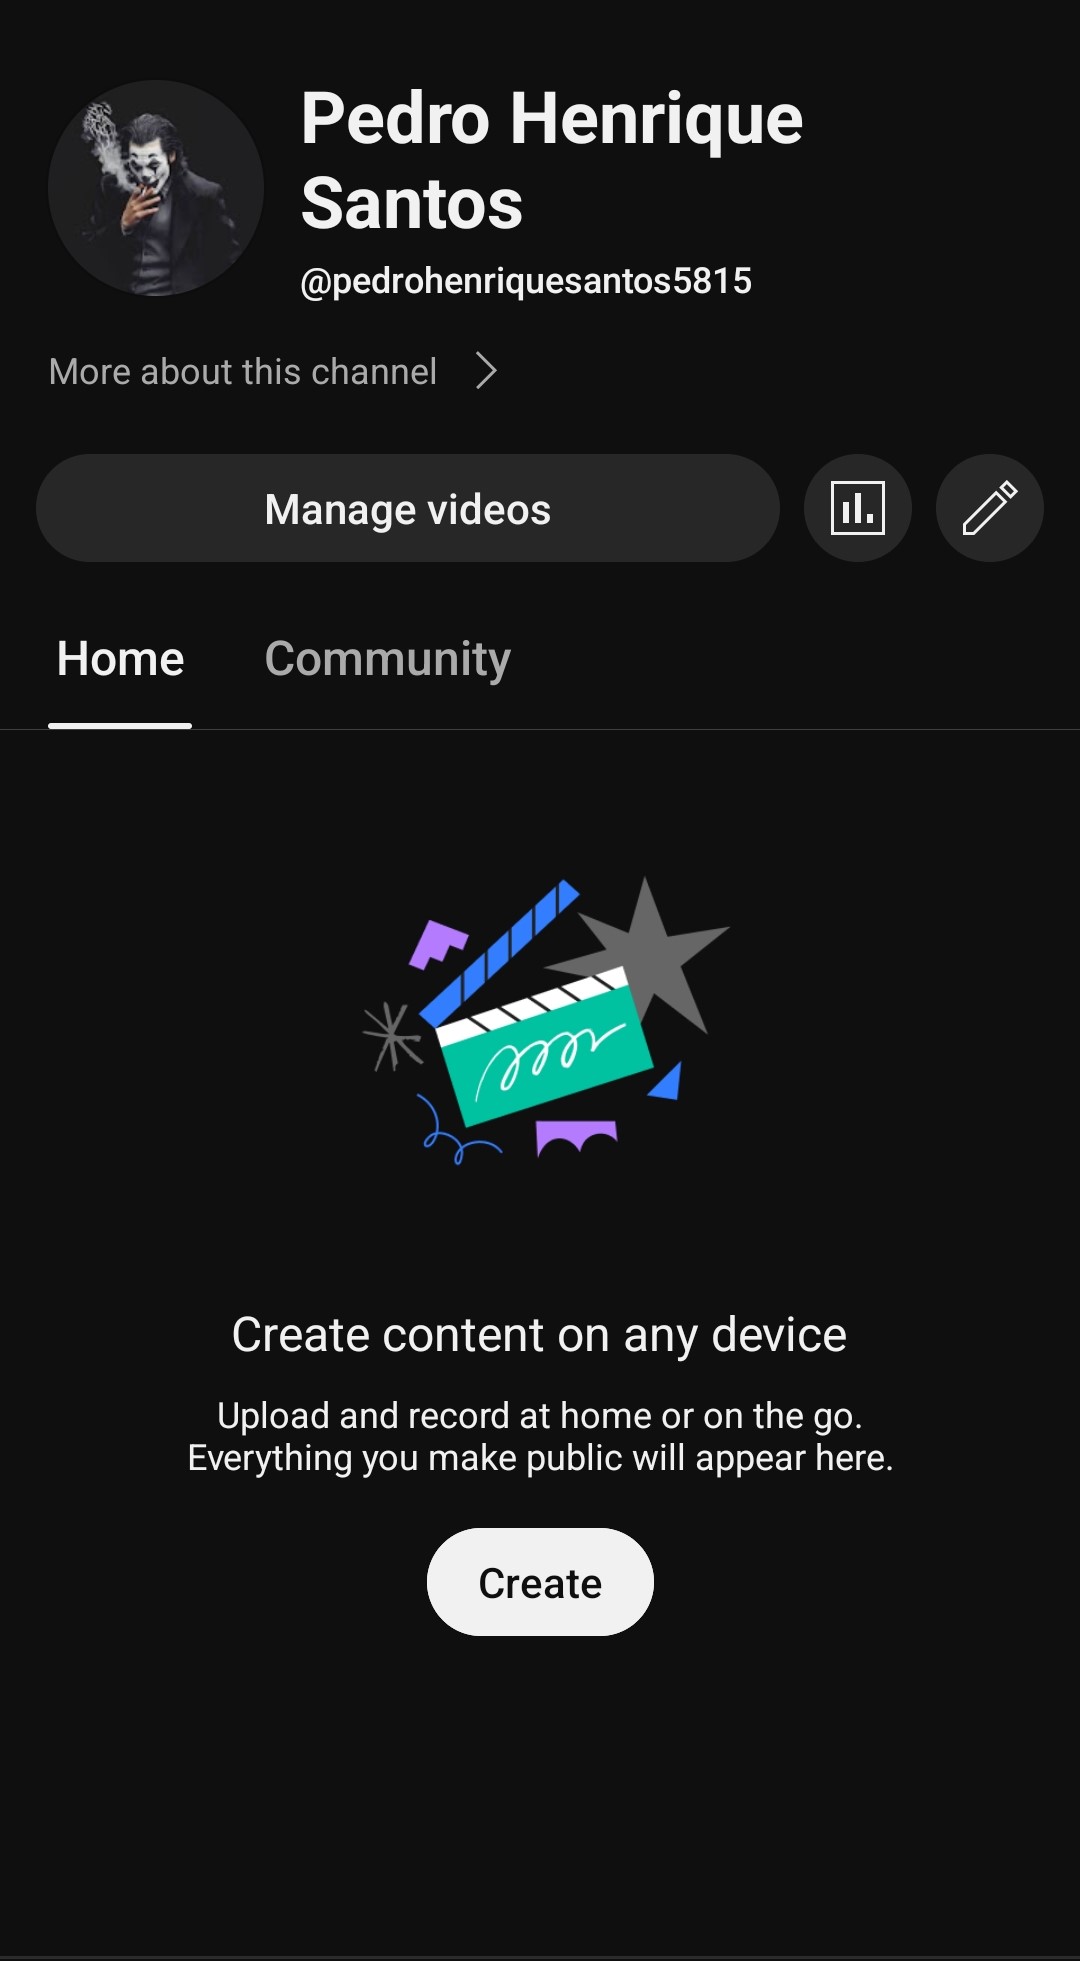 Pedro Henrique
Santos
@pedrohenriquesantos5815
More about this channel
Manage videos
Home
Community
Create content on any device
Upload and record at home or on the go.
Everything you make public will appear here.
Create